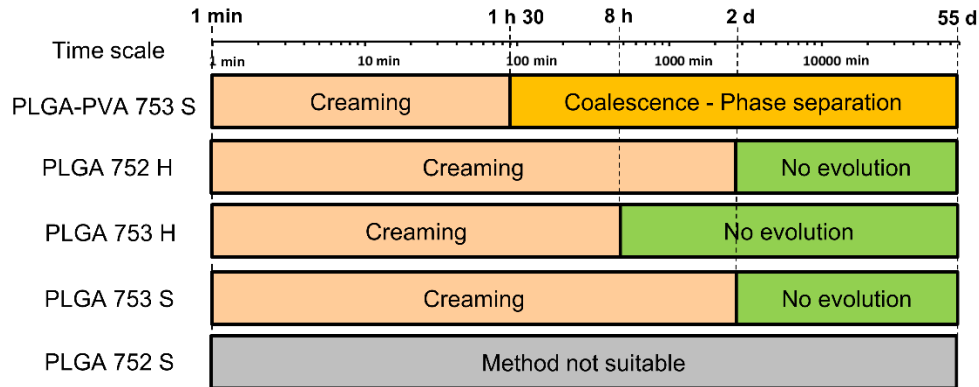 1 min 1 h 30 8 h 2 d 55 d
Time scale
1 min 10 min 100 min 1000 min 10000 min
PLGA-PVA 753 S Creaming Coalescence - Phase separation
PLGA 752 H Creaming No evolution
PLGA 753 H Creaming No evolution
PLGA 753 S Creaming No evolution
PLGA 752 S Method not suitable